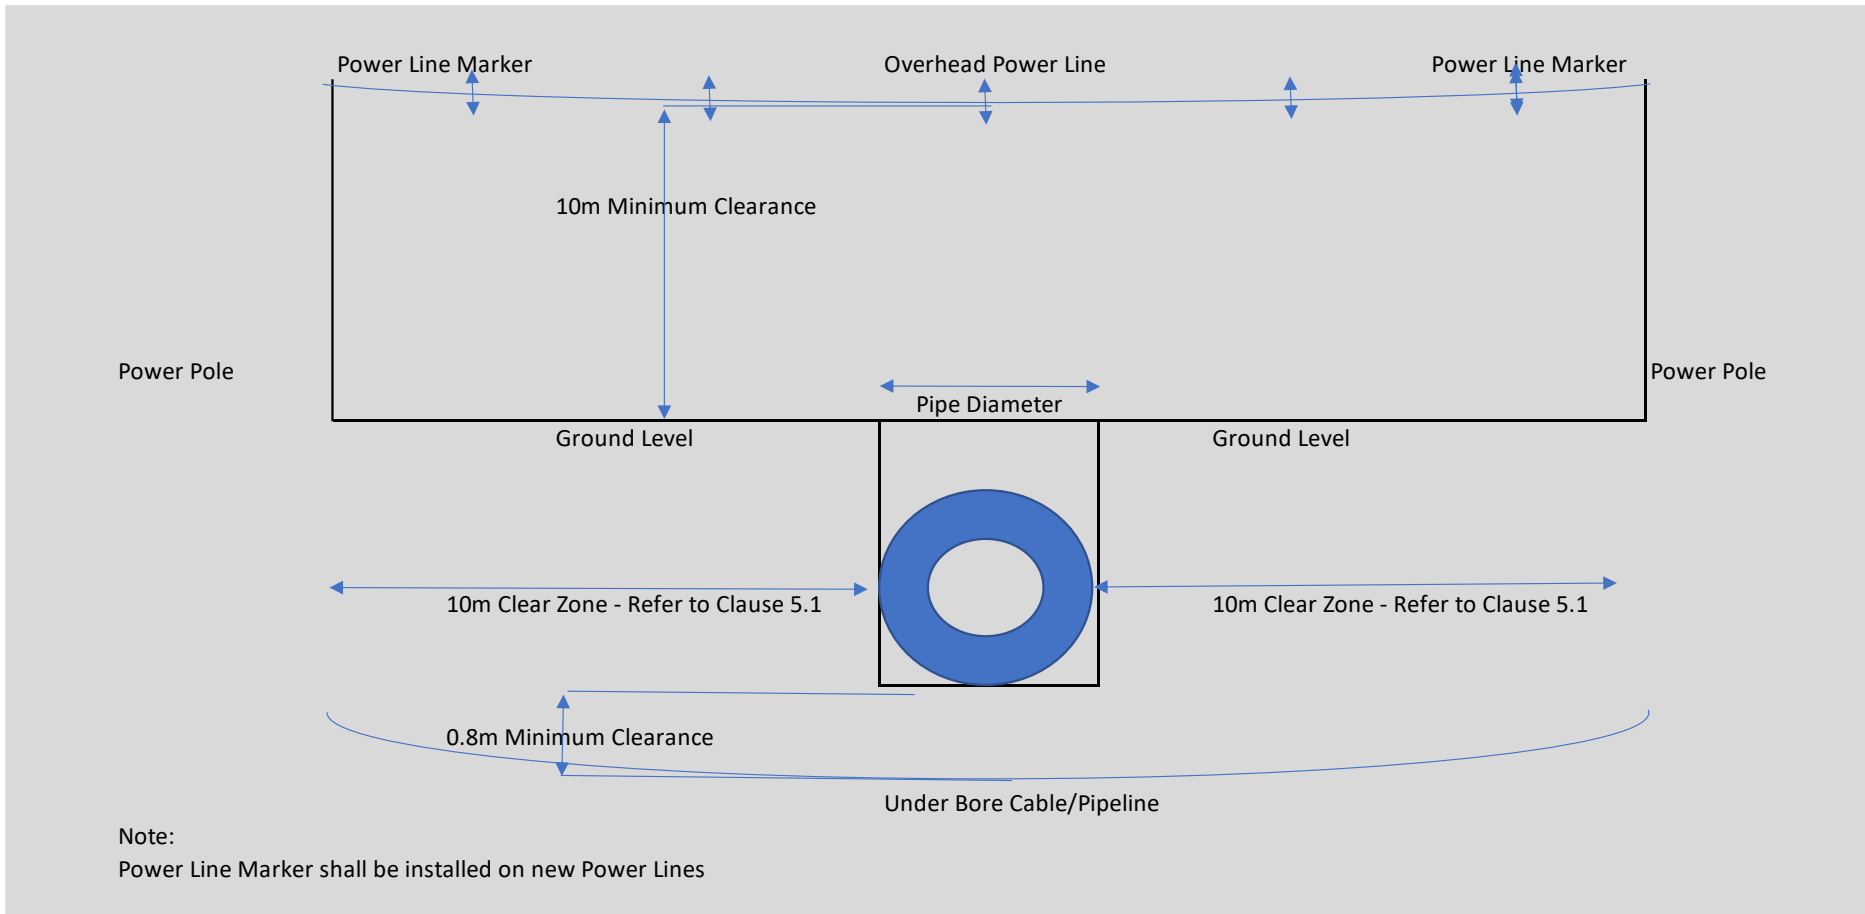 Power Line Marker
Overhead Power Line
Power Line Marker
10m Minimum Clearance
Power Pole
Power Pole
Pipe Diameter
Ground Level
Ground Level
10m Clear Zone - Refer to Clause 5.1
10m Clear Zone - Refer to Clause 5.1
0.8m Minimum Clearance
Under Bore Cable/Pipeline
Note:
Power Line Marker shall be installed on new Power Lines